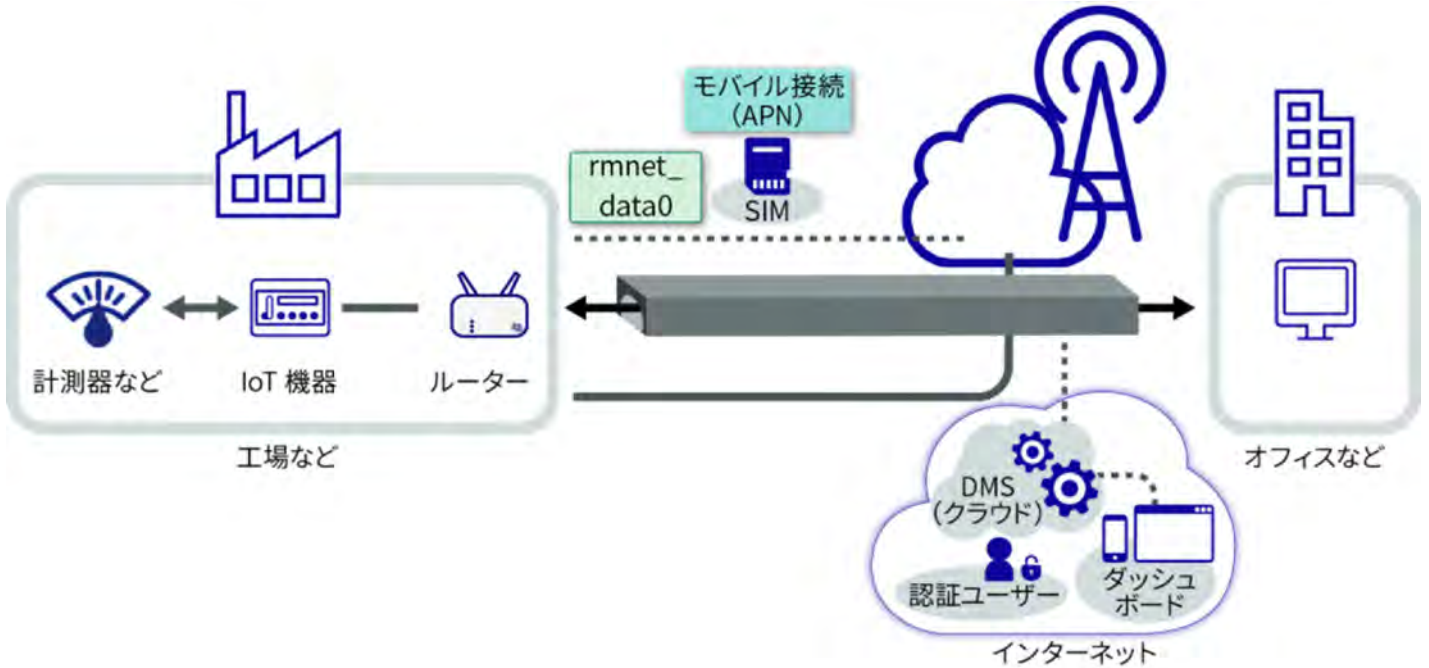 モバイル接続
（APN）
rmnet_
data0
SIM
計測器など
IoT 機器
ルーター
工場など
オフィスなど
DMS
（クラウド）
認証ユーザー
ダッシュ
ボード
インターネット